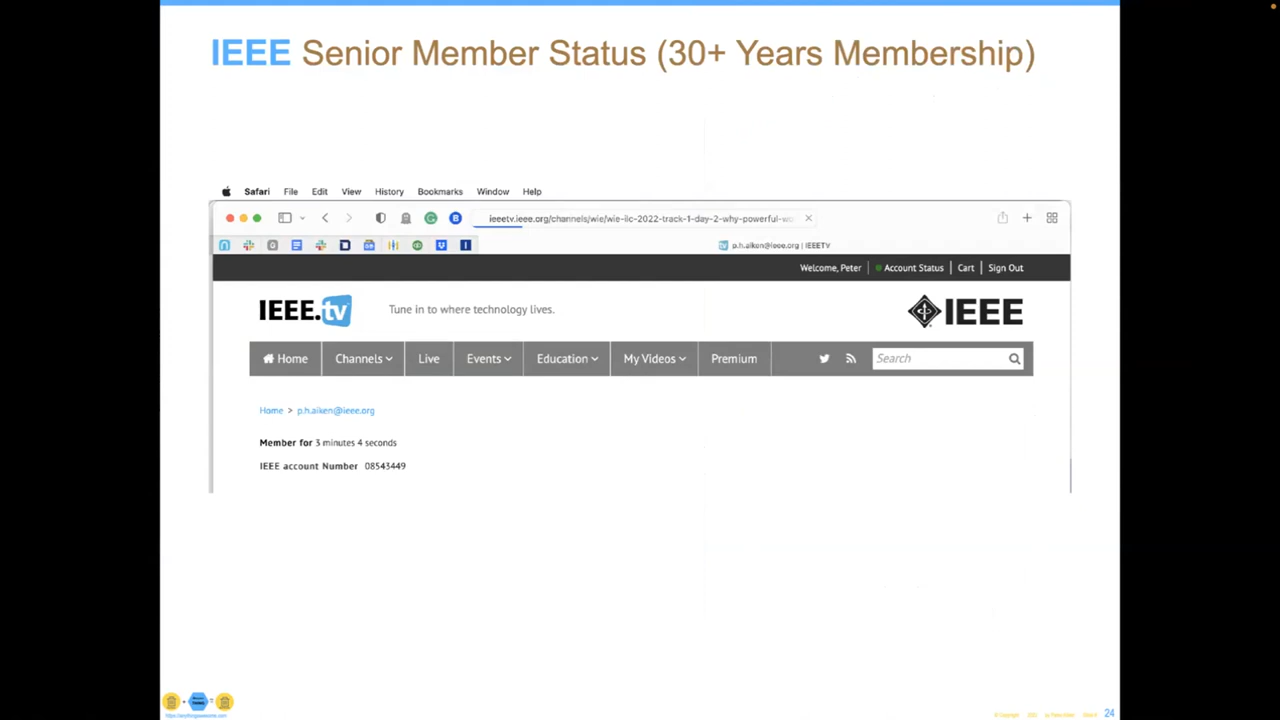 IEEE Senior Member Status (30+ Years Membership)
Safari File Edit View History Bookmarks Window Help
ieeetv.ieee.org/channels/wie/wie-ilc-2022-track-1-day-2-why-powerful-wo
p.h.aiken@ieee.org | IEEETV
Welcome, Peter Account Status Cart Sign Out
IEEE.tv Tune in to where technology lives. IEEE
Home Channels Live Events Education My Videos Premium Search
Home > p.h.aiken@ieee.org
Member for 3 minutes 4 seconds
IEEE account Number 08543449
24